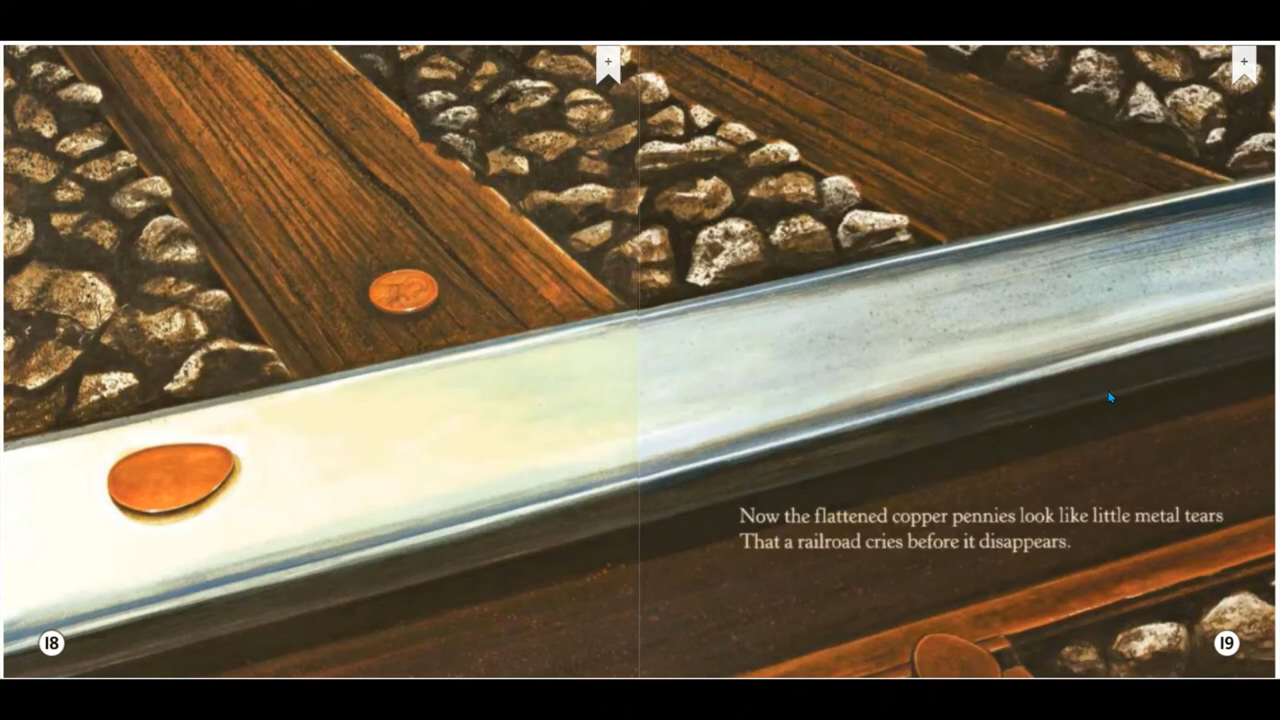 Now the flattened copper pennies look like little metal tears
That a railroad cries before it disappears.
18
19